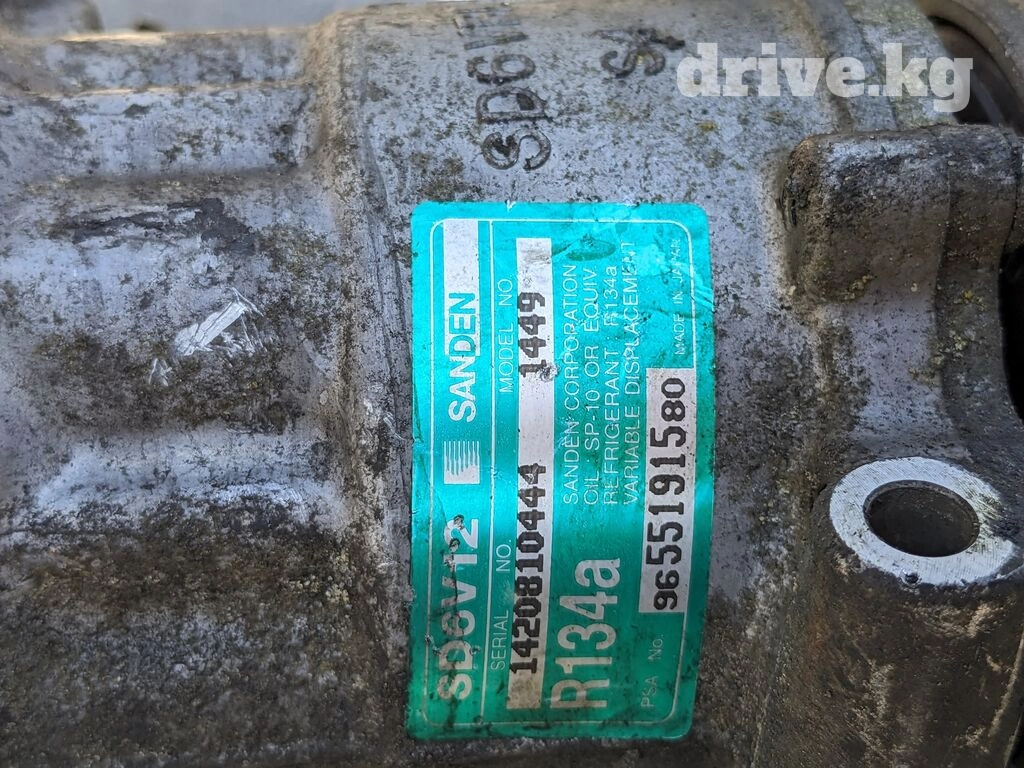 drive.kg
SD6V12 SANDEN
SERIAL NO. MODEL NO
1420810444 1449
R134a
SANDEN CORPORATION
OIL SP-10 OR EQUIV
REFRIGERANT R134a
VARIABLE DISPLACEMENT
PSA No. 9655191580
MADE IN JAPAN